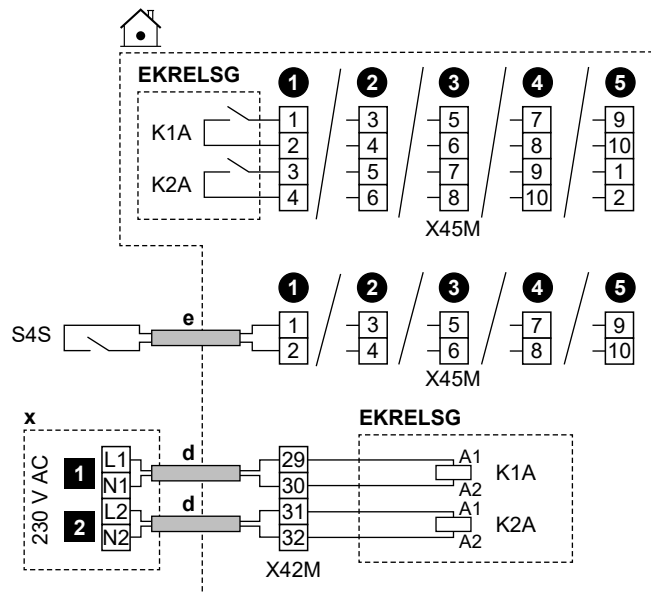 EKRELSG
1 2 3 4 5
K1A
1 3 5 7 9
2 4 6 8 10
K2A
3 5 7 9 1
4 6 8 10 2
X45M
1 2 3 4 5
S4S
e
1 3 5 7 9
2 4 6 8 10
X45M
x
EKRELSG
230 V AC
1
L1
d
29
A1
K1A
N1
30
A2
2
L2
d
31
A1
K2A
N2
32
A2
X42M